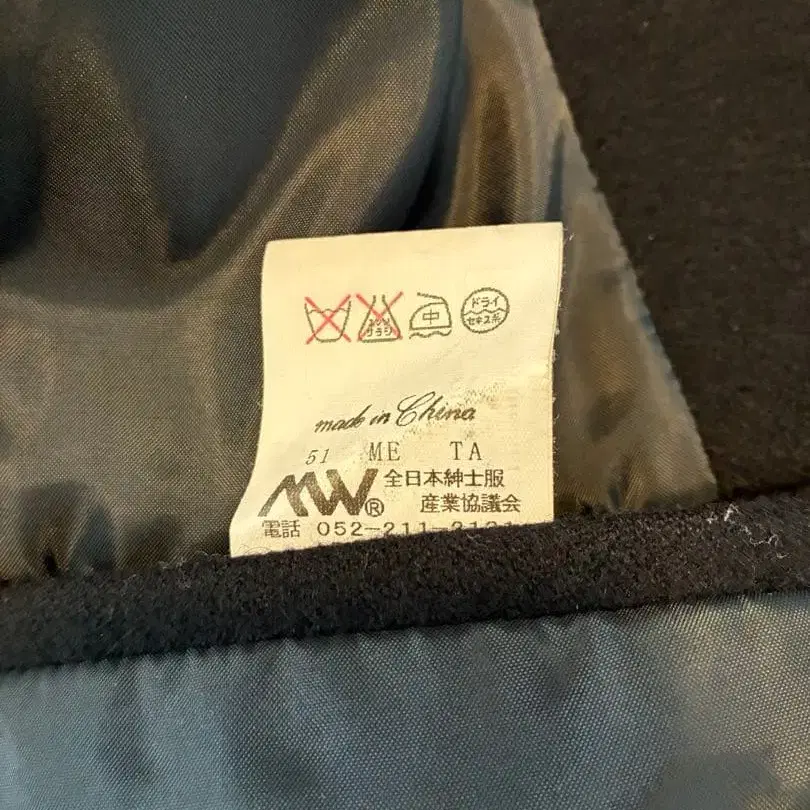 中 ドライ セキユ系
made in China
51 ME TA
MW® 全日本紳士服
産業協議会
電話 052-211-